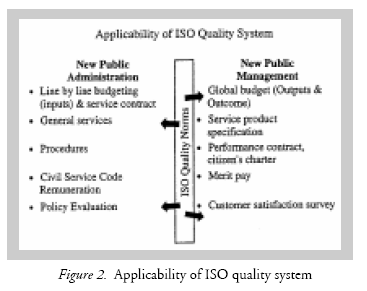 Applicability of ISO Quality System
New Public
Administration
• Line by line budgeting
(inputs) & service contract
• General services
• Procedures
• Civil Service Code
Remuneration
• Policy Evaluation
ISO Quality Norms
New Public
Management
• Global budget (Outputs &
Outcome)
• Service product
specification
• Performance contract,
citizen's charter
• Merit pay
• Customer satisfaction survey
Figure 2. Applicability of ISO quality system